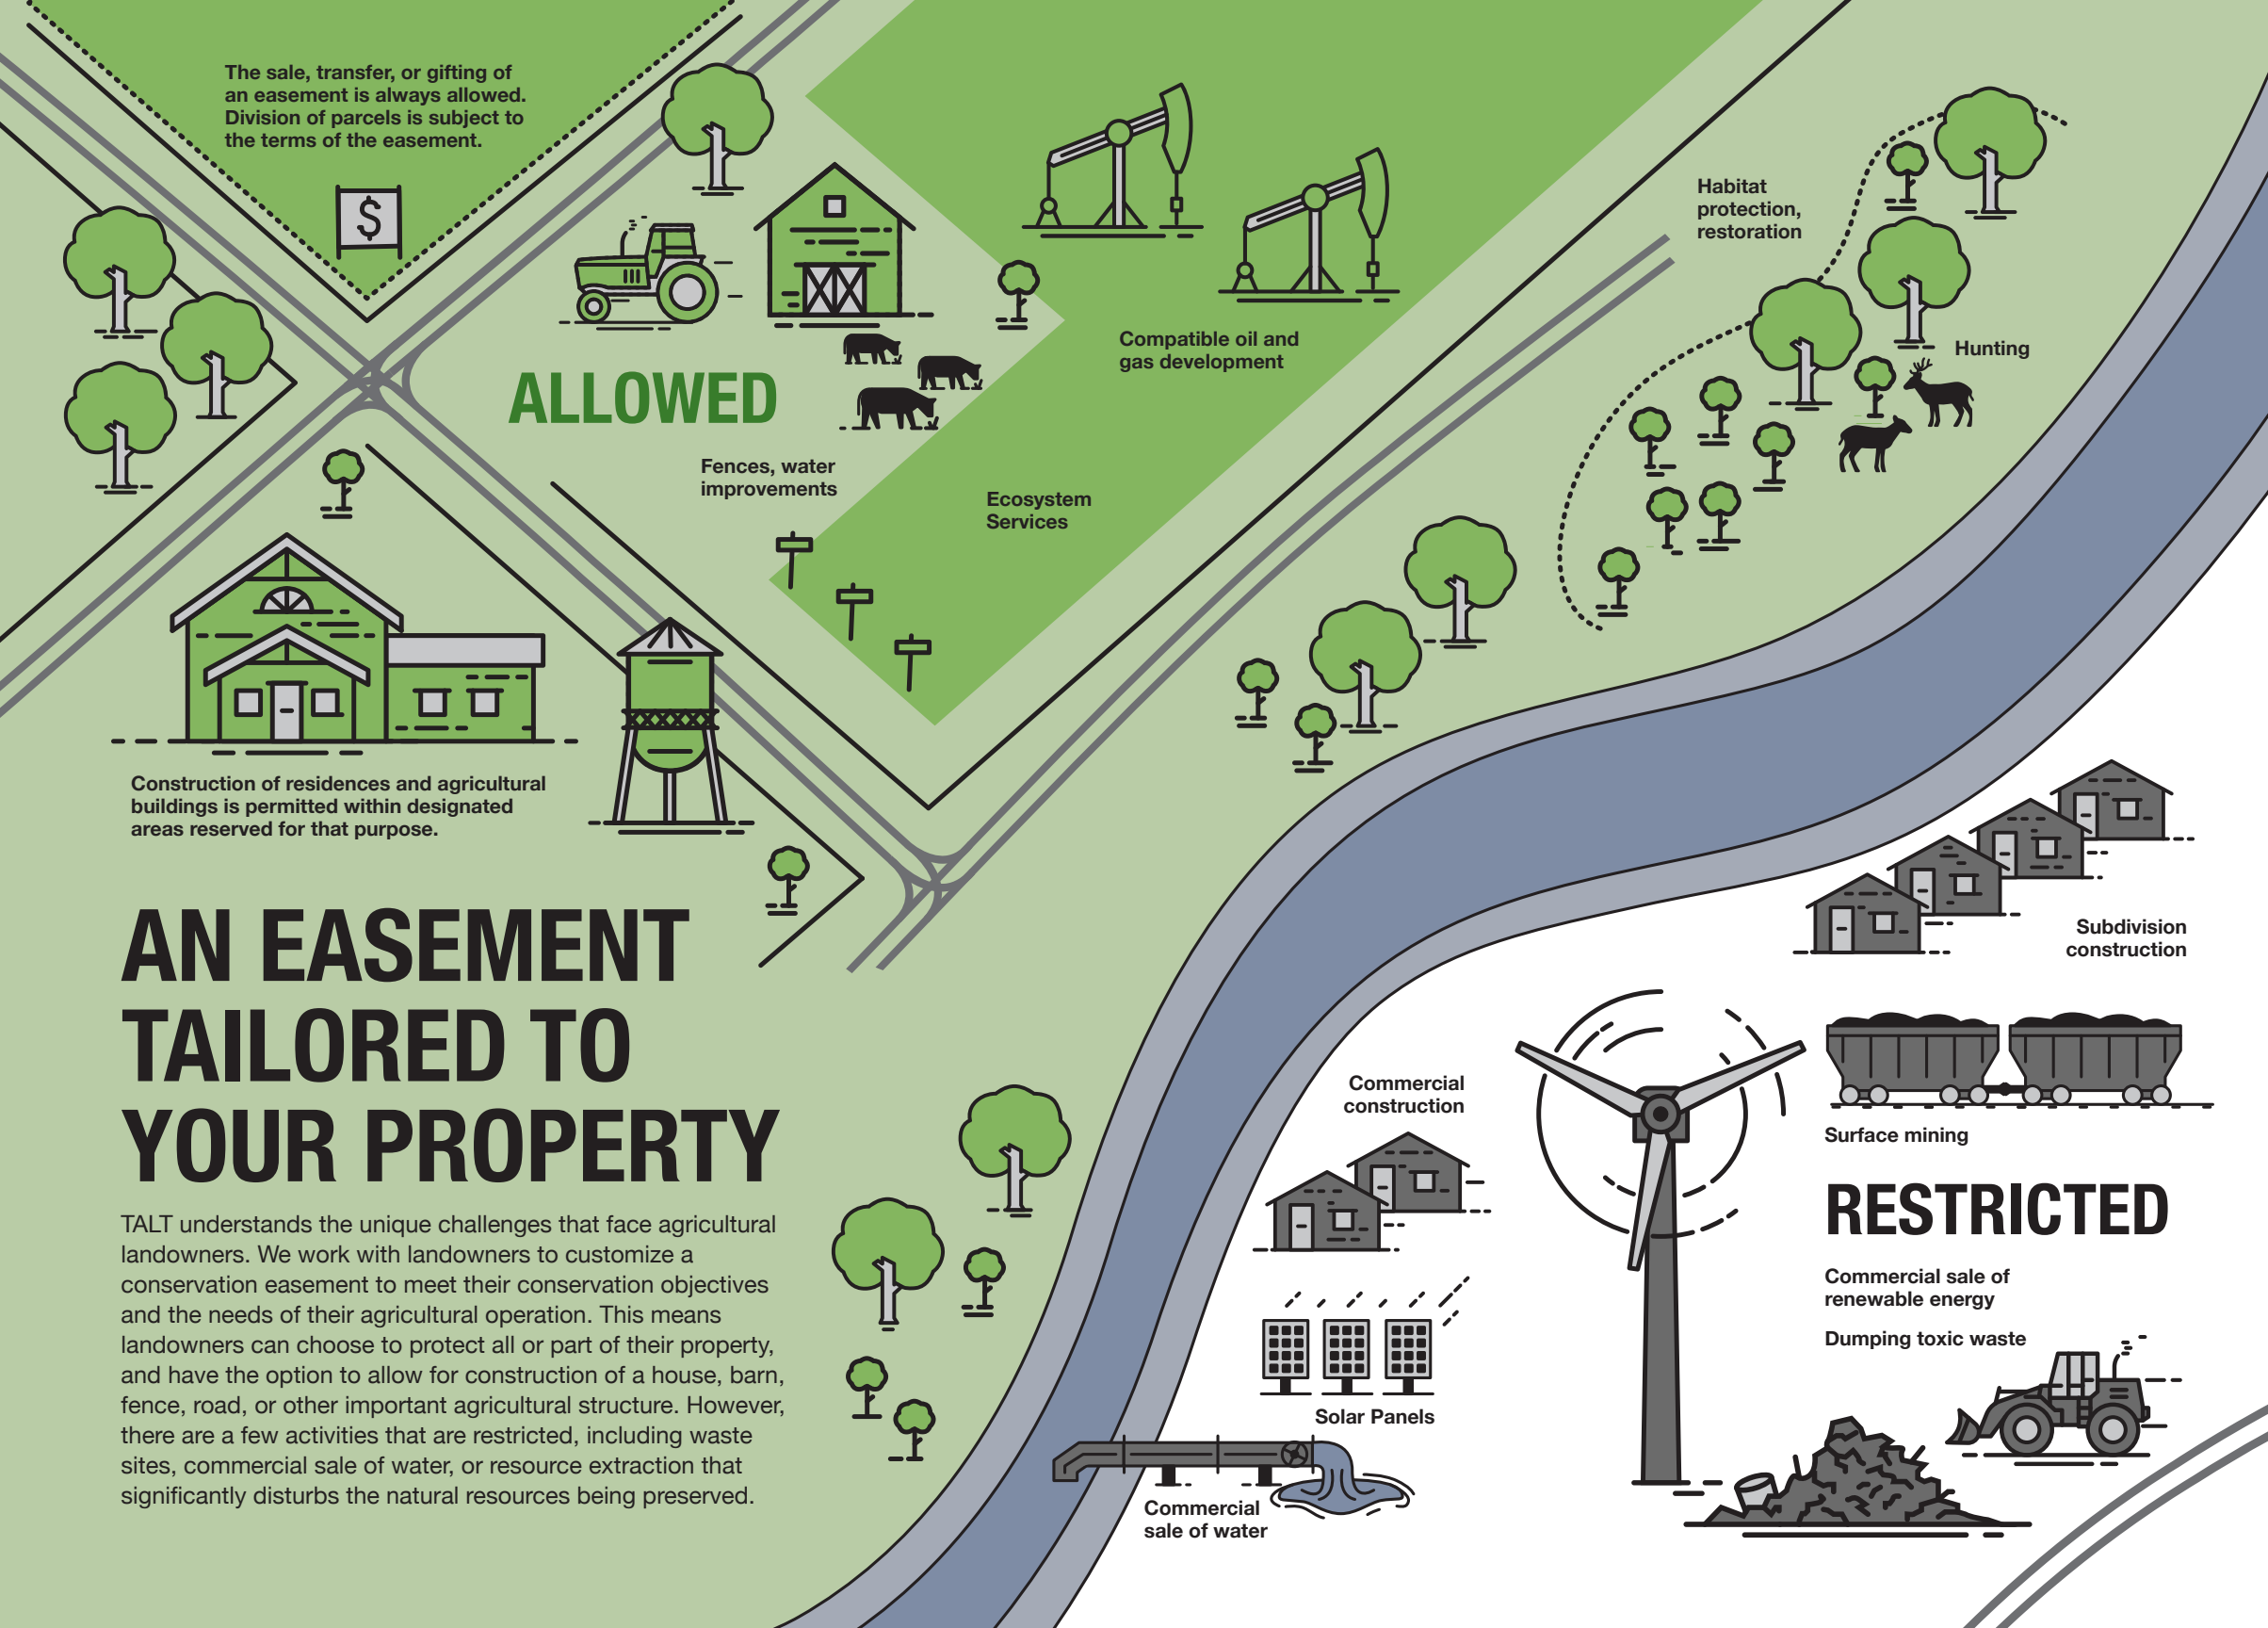 The sale, transfer, or gifting of
an easement is always allowed.
Division of parcels is subject to
the terms of the easement.
$
ALLOWED
Fences, water
improvements
Compatible oil and
gas development
Ecosystem
Services
Habitat
protection,
restoration
Hunting
Construction of residences and agricultural
buildings is permitted within designated
areas reserved for that purpose.
AN EASEMENT
TAILORED TO
YOUR PROPERTY
TALT understands the unique challenges that face agricultural
landowners. We work with landowners to customize a
conservation easement to meet their conservation objectives
and the needs of their agricultural operation. This means
landowners can choose to protect all or part of their property,
and have the option to allow for construction of a house, barn,
fence, road, or other important agricultural structure. However,
there are a few activities that are restricted, including waste
sites, commercial sale of water, or resource extraction that
significantly disturbs the natural resources being preserved.
Subdivision
construction
Commercial
construction
Surface mining
RESTRICTED
Commercial sale of
renewable energy
Dumping toxic waste
Solar Panels
Commercial
sale of water